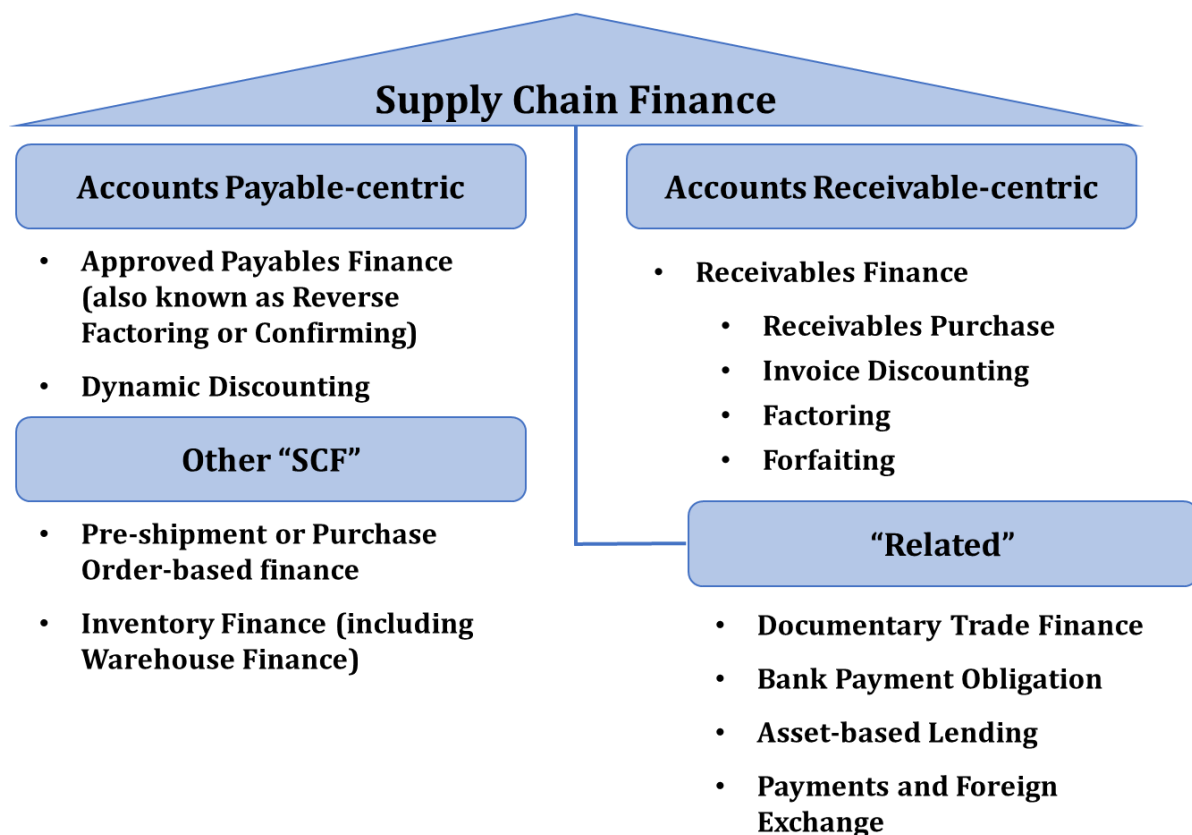 Supply Chain Finance
Accounts Payable-centric
• Approved Payables Finance
(also known as Reverse
Factoring or Confirming)
• Dynamic Discounting
Other “SCF”
• Pre-shipment or Purchase
Order-based finance
• Inventory Finance (including
Warehouse Finance)
Accounts Receivable-centric
• Receivables Finance
• Receivables Purchase
• Invoice Discounting
• Factoring
• Forfaiting
“Related”
• Documentary Trade Finance
• Bank Payment Obligation
• Asset-based Lending
• Payments and Foreign
Exchange